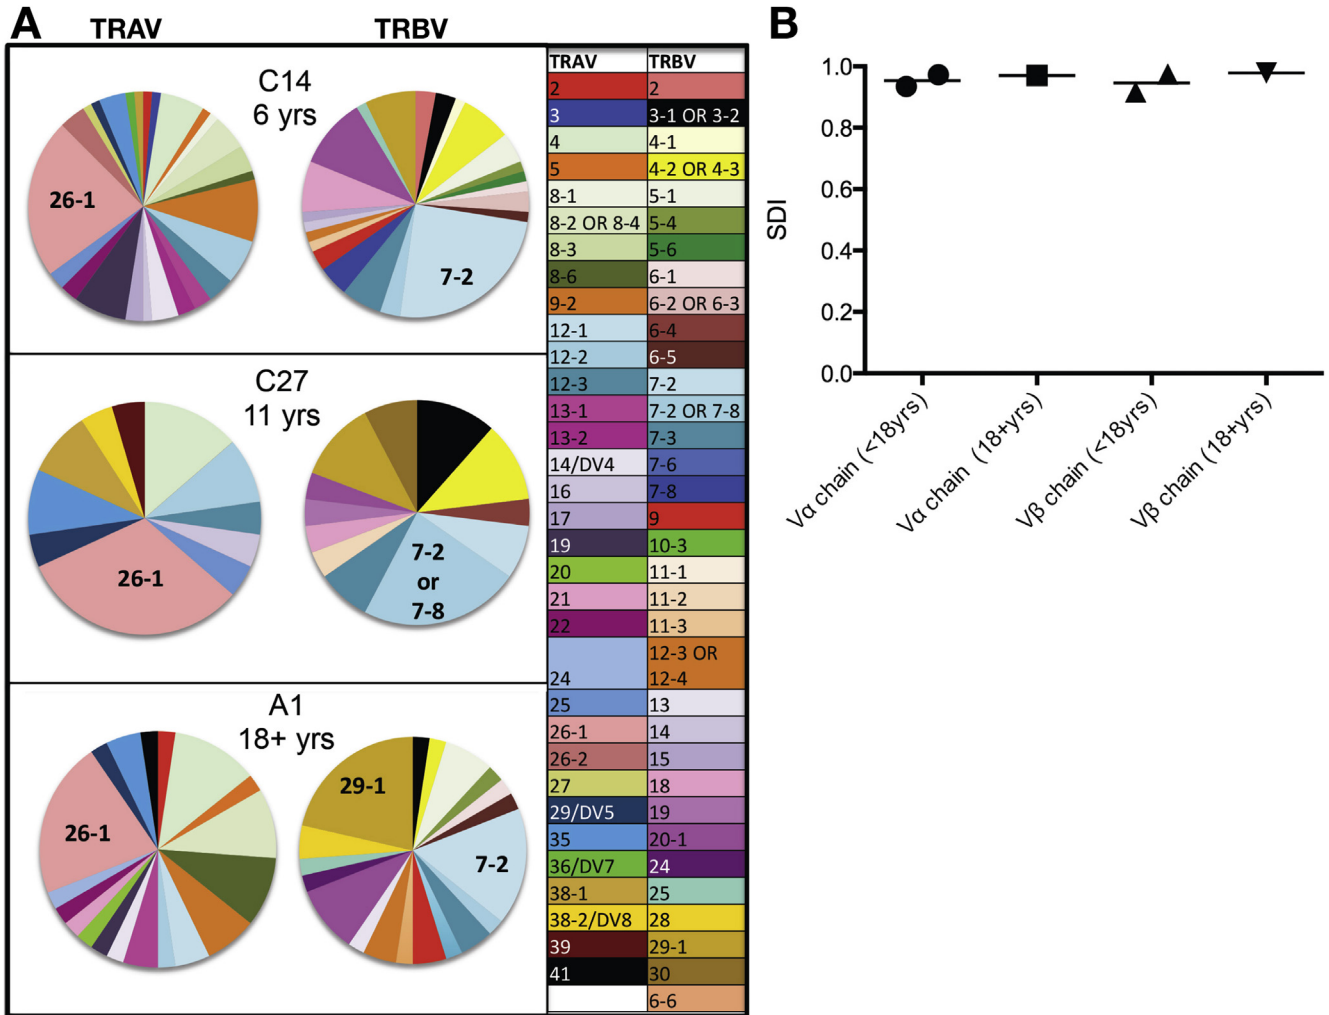 A
TRAV
TRBV
C14
6 yrs
26-1
7-2
C27
11 yrs
26-1
7-2
or
7-8
A1
18+ yrs
26-1
29-1
7-2
TRAV TRBV
2 2
3 3-1 OR 3-2
4 4-1
5 4-2 OR 4-3
8-1 5-1
8-2 OR 8-4 5-4
8-3 5-6
8-6 6-1
9-2 6-2 OR 6-3
12-1 6-4
12-2 6-5
12-3 7-2
13-1 7-2 OR 7-8
13-2 7-3
14/DV4 7-6
16 7-8
17 9
19 10-3
20 11-1
21 11-2
22 11-3
12-3 OR
24 12-4
25 13
26-1 14
26-2 15
27 18
29/DV5 19
35 20-1
36/DV7 24
38-1 25
38-2/DV8 28
39 29-1
41 30
6-6
B
SDI
1.0
0.8
0.6
0.4
0.2
0.0
Vα chain (<18yrs)
Vα chain (18+yrs)
Vβ chain (<18yrs)
Vβ chain (18+yrs)